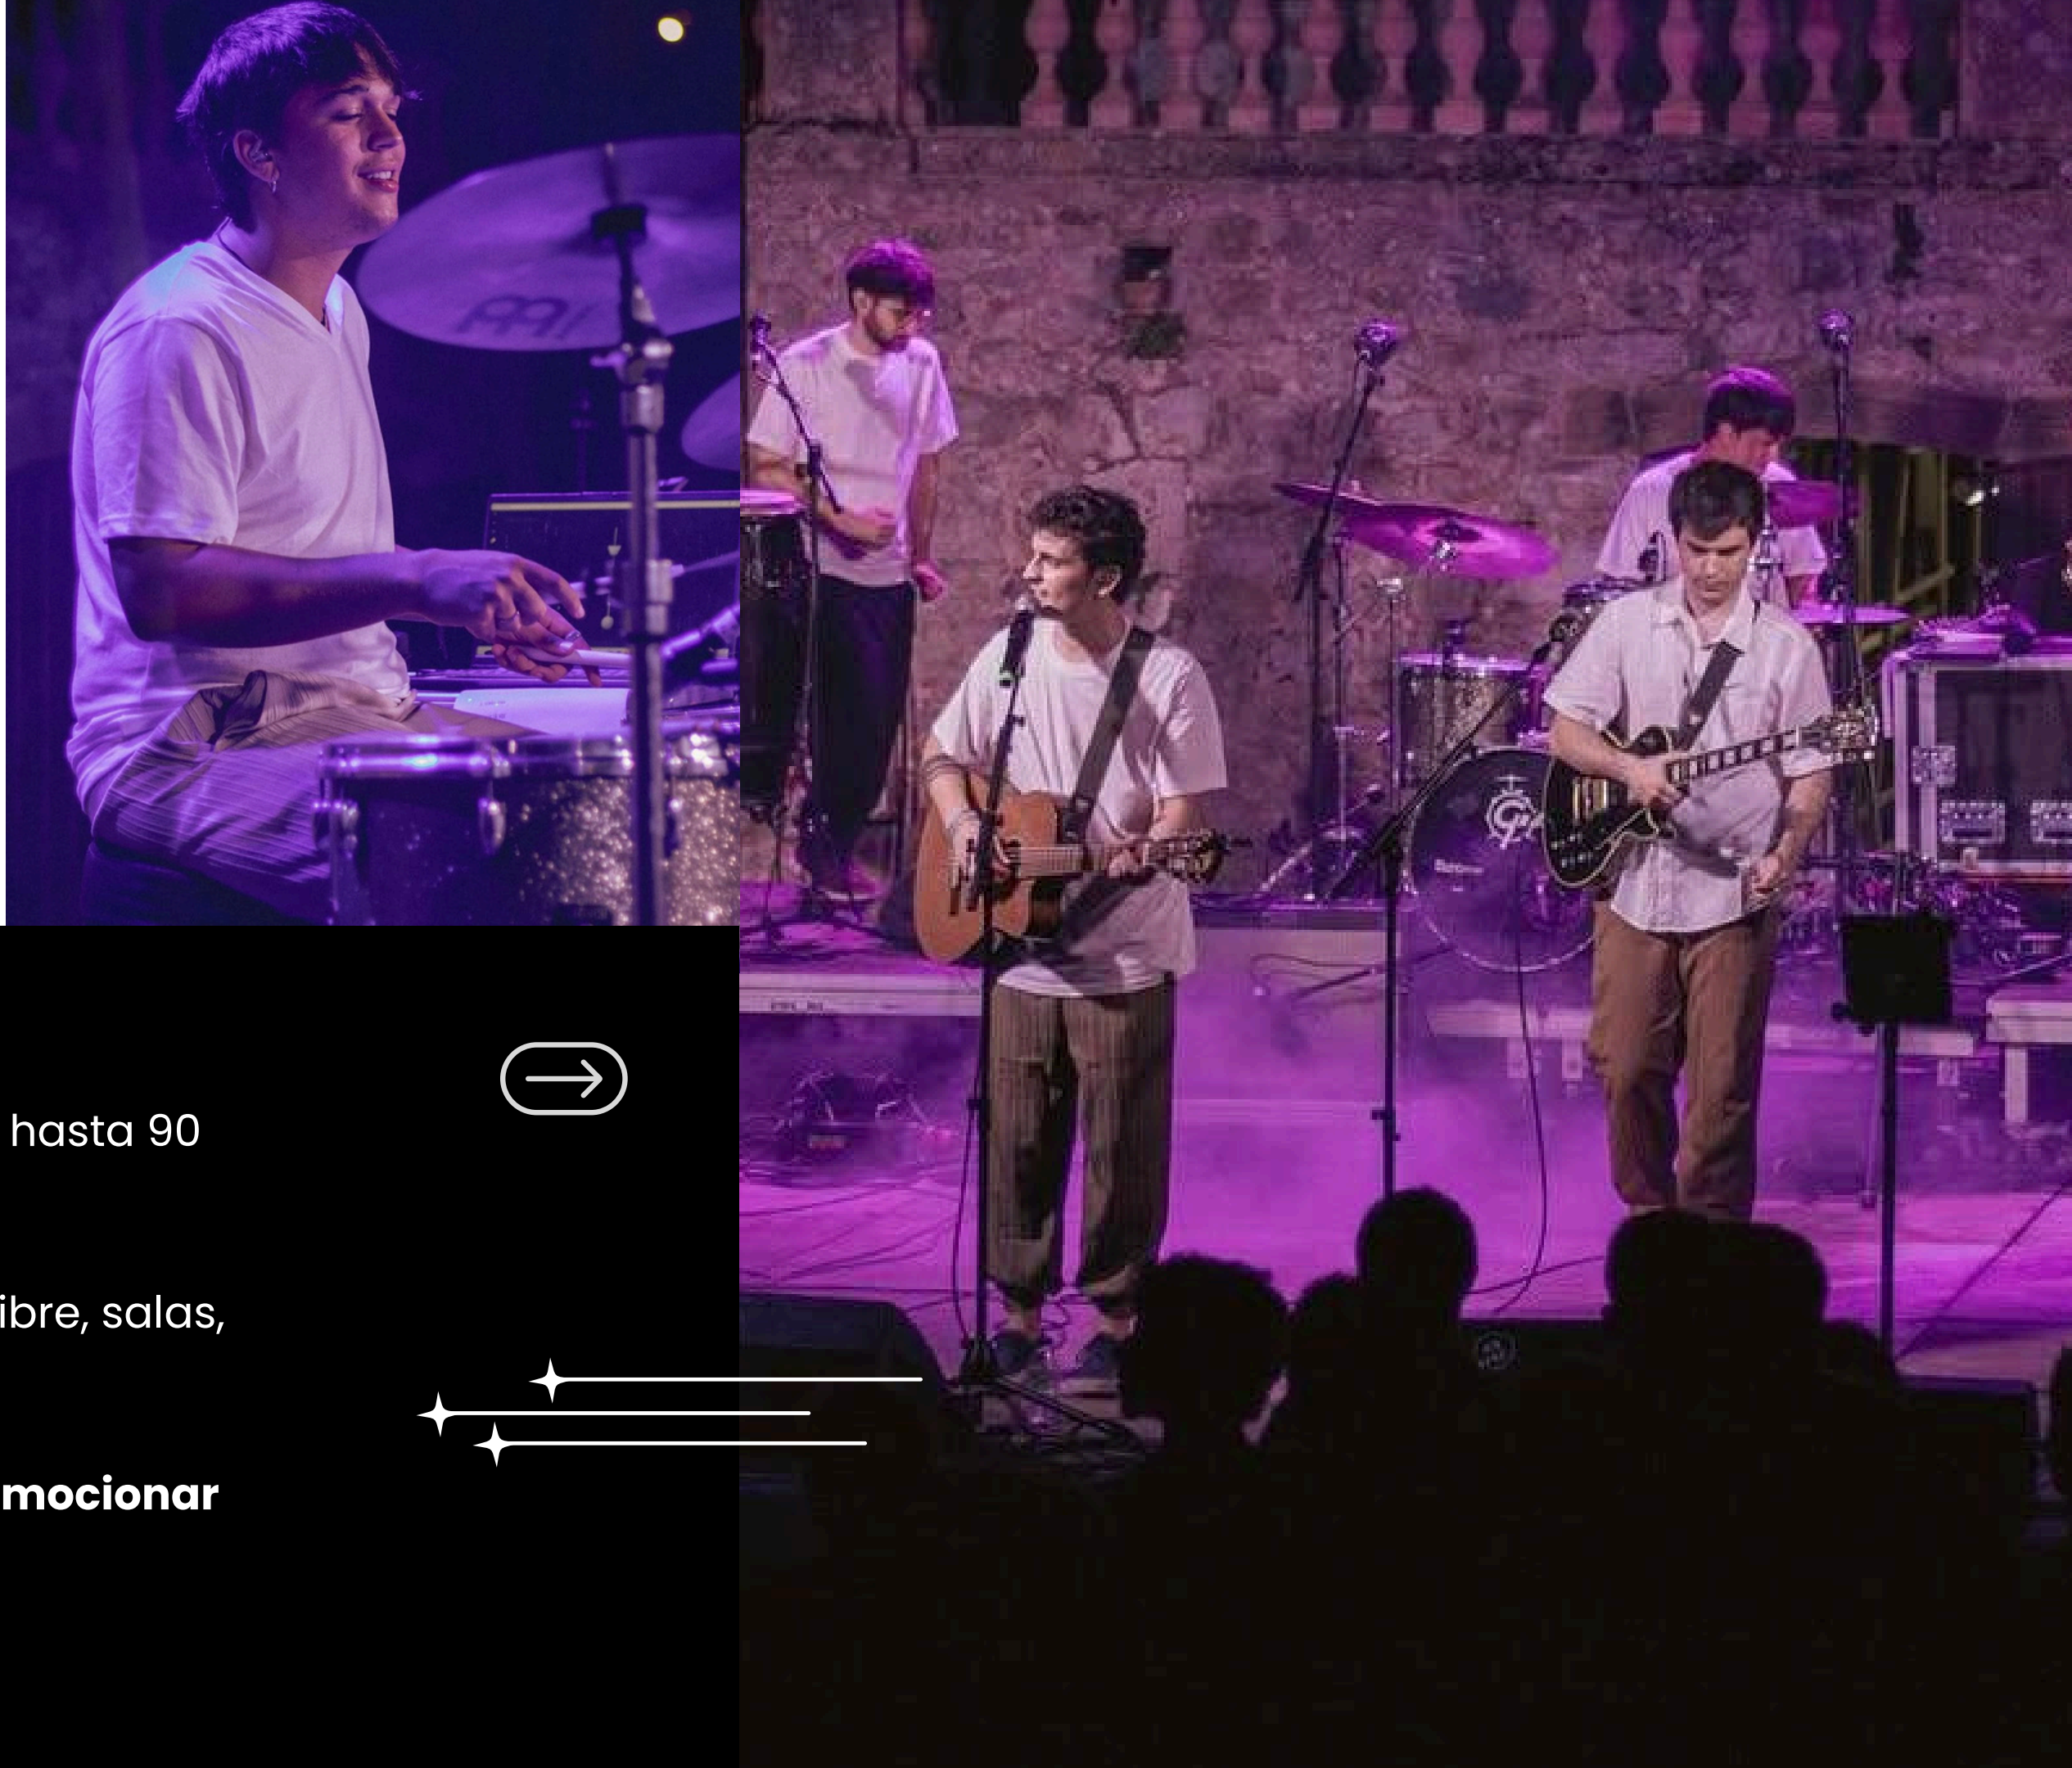 hasta 90
ibre, salas,
mocionar